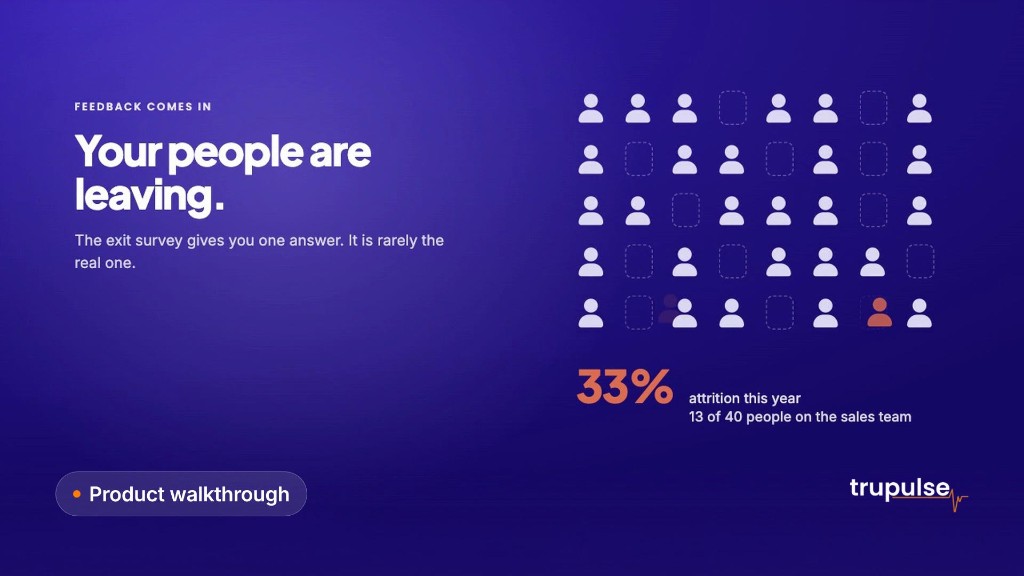 FEEDBACK COMES IN
Your people are
leaving.
The exit survey gives you one answer. It is rarely the
real one.
33%
attrition this year
13 of 40 people on the sales team
Product walkthrough
trupulse